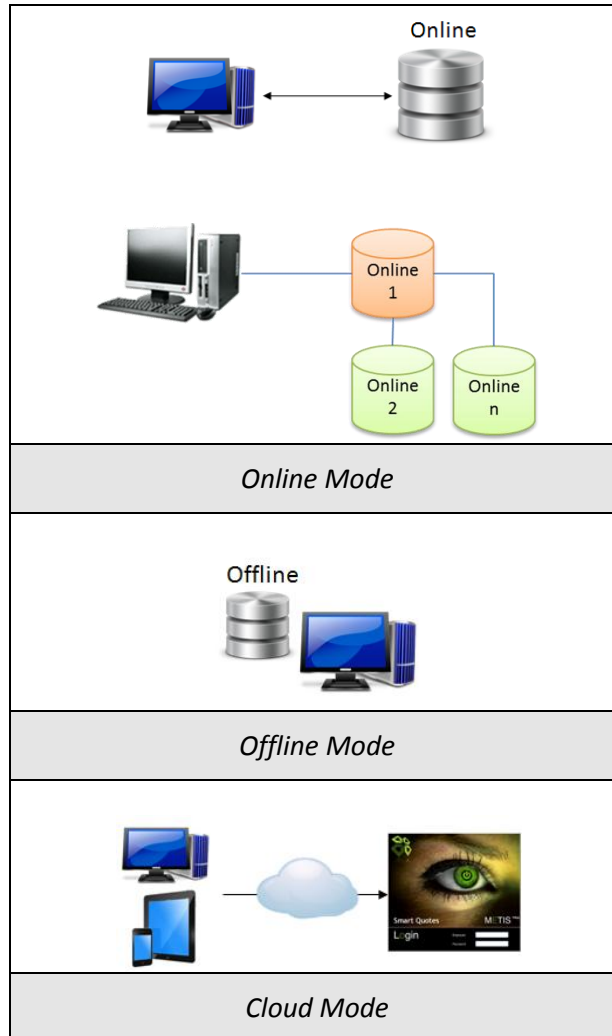 Online
Online
1
Online
2
Online
n
Online Mode
Offline
Offline Mode
Smart Quotes METIS
Login
Cloud Mode